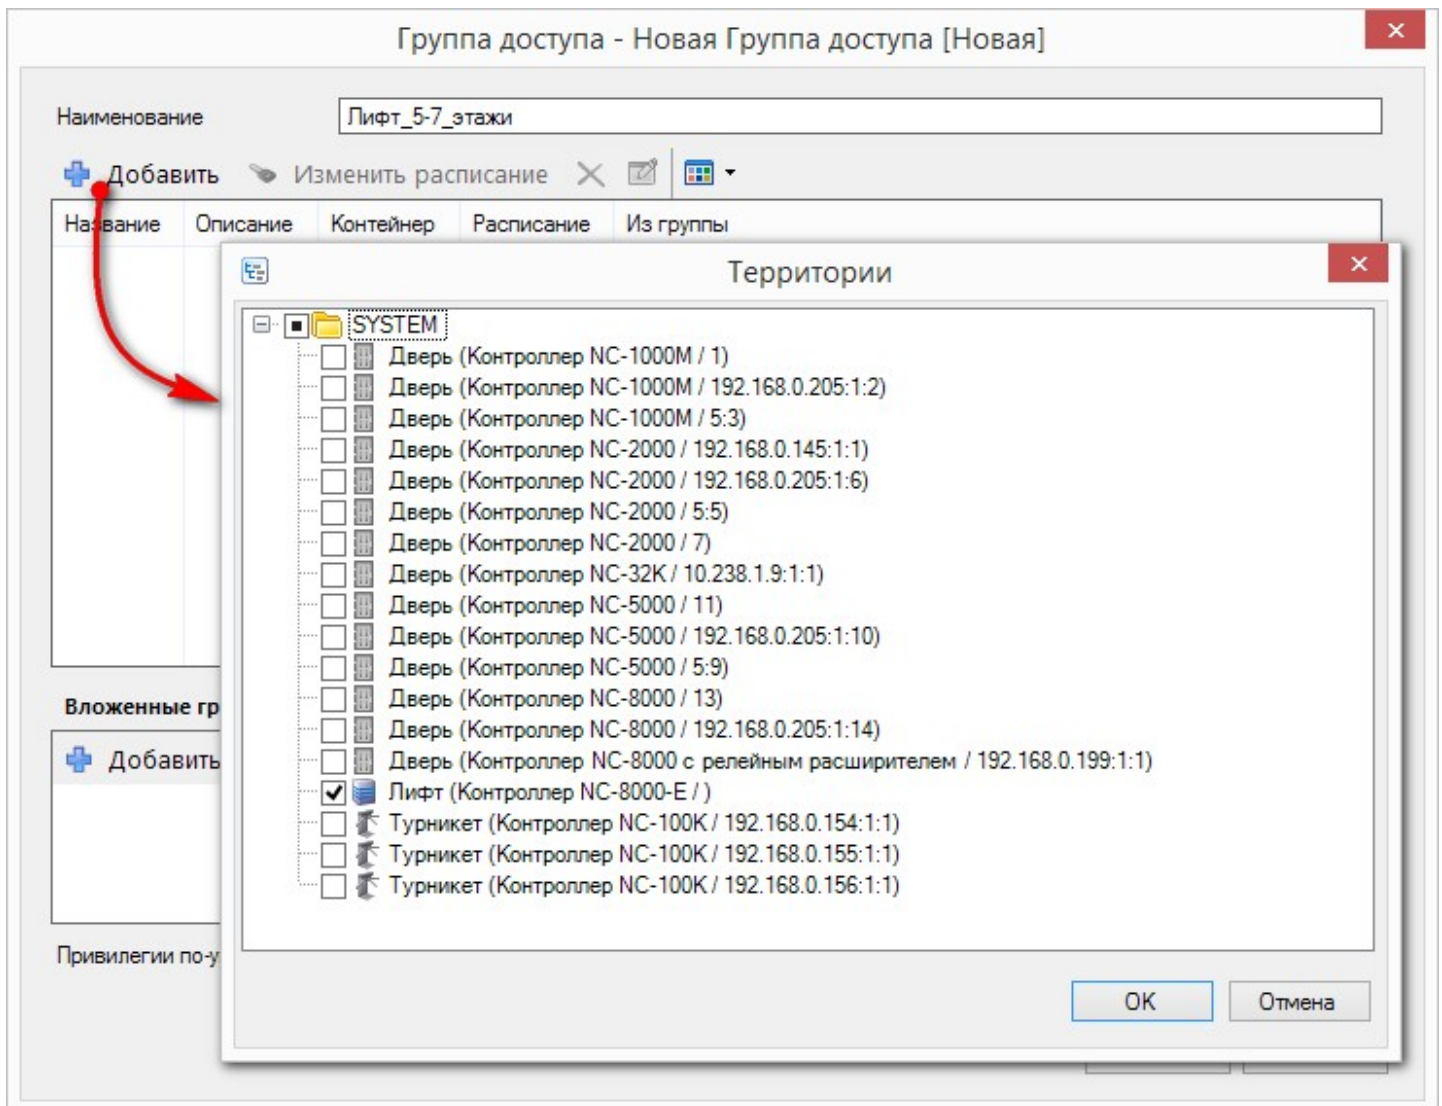 Группа доступа - Новая Группа доступа [Новая]
Наименование Лифт_5-7_этажи
Добавить Изменить расписание
Название Описание Контейнер Расписание Из группы
Территории
SYSTEM
Дверь (Контроллер NC-1000M / 1)
Дверь (Контроллер NC-1000M / 192.168.0.205:1:2)
Дверь (Контроллер NC-1000M / 5:3)
Дверь (Контроллер NC-2000 / 192.168.0.145:1:1)
Дверь (Контроллер NC-2000 / 192.168.0.205:1:6)
Дверь (Контроллер NC-2000 / 5:5)
Дверь (Контроллер NC-2000 / 7)
Дверь (Контроллер NC-32K / 10.238.1.9:1:1)
Дверь (Контроллер NC-5000 / 11)
Дверь (Контроллер NC-5000 / 192.168.0.205:1:10)
Дверь (Контроллер NC-5000 / 5:9)
Дверь (Контроллер NC-8000 / 13)
Дверь (Контроллер NC-8000 / 192.168.0.205:1:14)
Дверь (Контроллер NC-8000 с релейным расширителем / 192.168.0.199:1:1)
Лифт (Контроллер NC-8000-E / )
Турникет (Контроллер NC-100K / 192.168.0.154:1:1)
Турникет (Контроллер NC-100K / 192.168.0.155:1:1)
Турникет (Контроллер NC-100K / 192.168.0.156:1:1)
Вложенные гр
Добавить
Привилегии по-у
OK Отмена